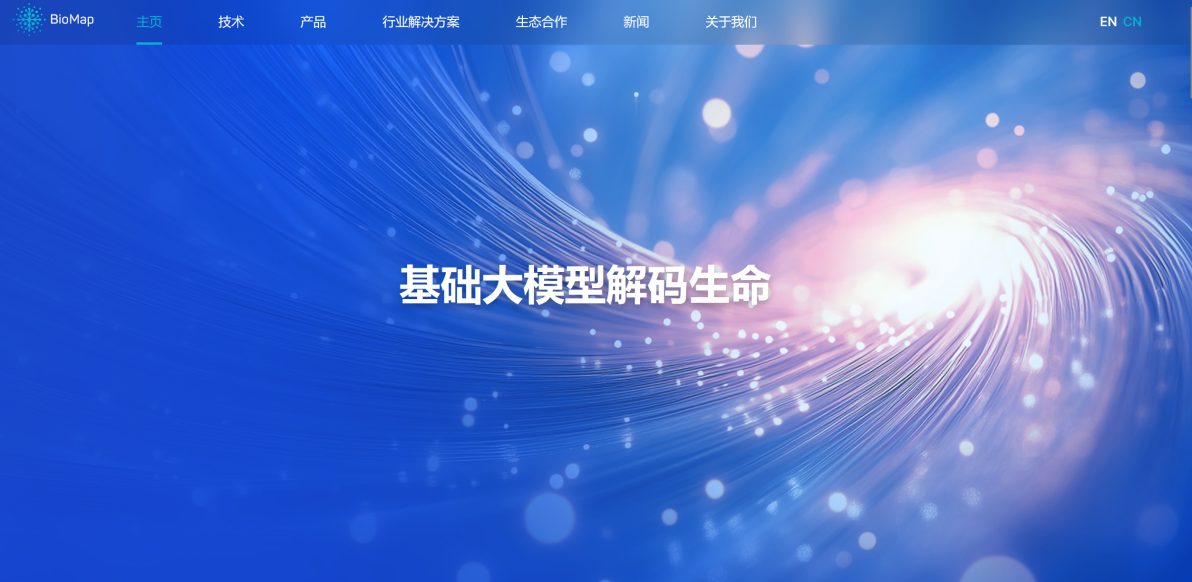 BioMap
主页
技术
产品
行业解决方案
生态合作
新闻
关于我们
EN CN
基础大模型解码生命